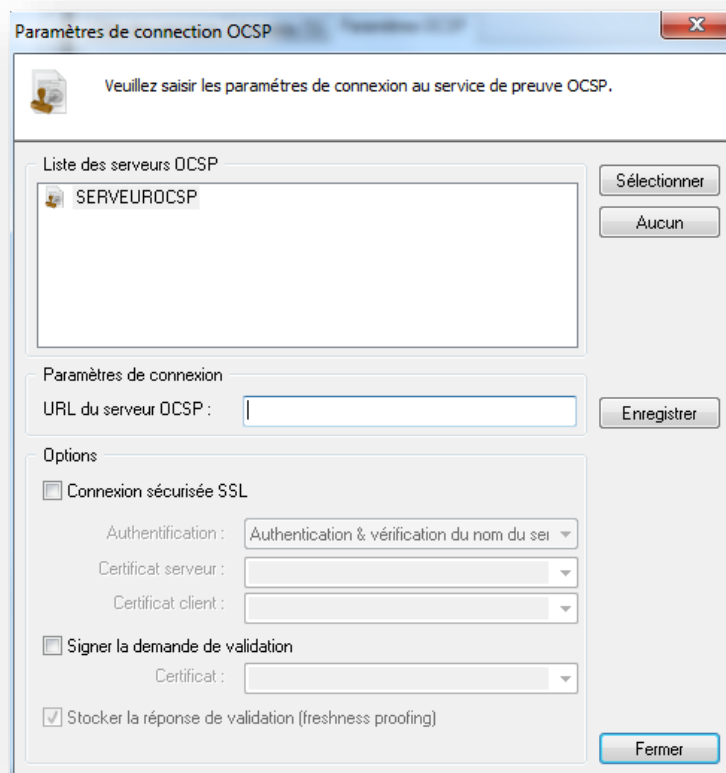 Paramètres de connection OCSP
Paramètres OCSP
Veuillez saisir les paramétres de connexion au service de preuve OCSP.
Liste des serveurs OCSP
SERVEUROCSP
Sélectionner
Aucun
Paramètres de connexion
URL du serveur OCSP :
Enregistrer
Options
Connexion sécurisée SSL
Authentification :
Authentication & vérification du nom du ser
Certificat serveur :
Certificat client :
Signer la demande de validation
Certificat :
Stocker la réponse de validation (freshness proofing)
Fermer